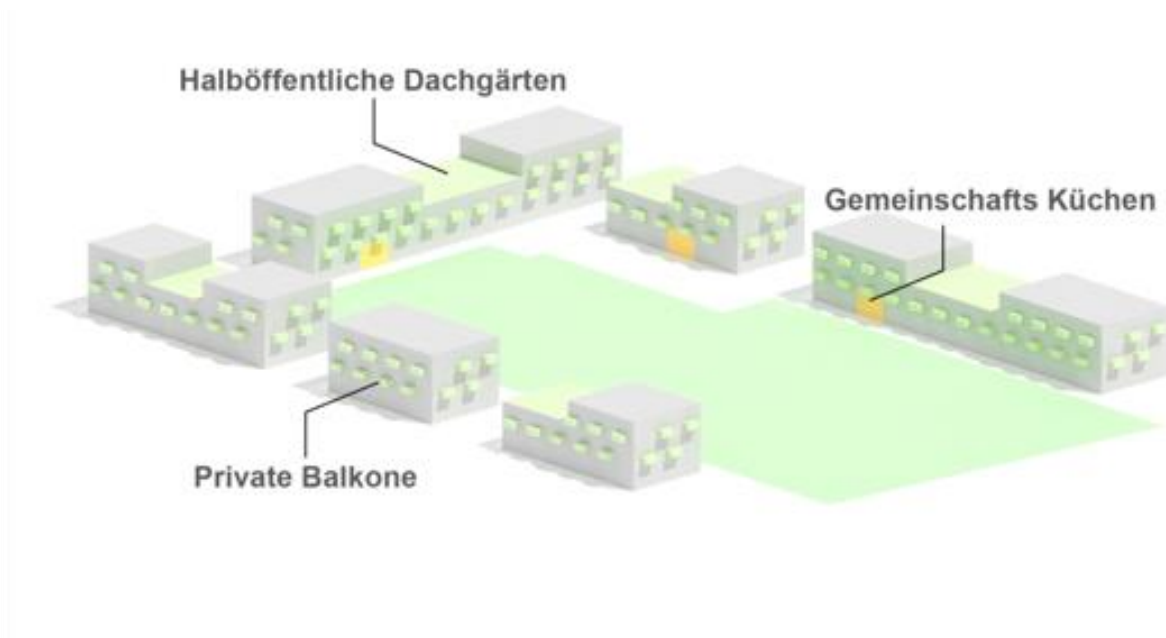 Halböffentliche Dachgärten
Gemeinschafts Küchen
Private Balkone